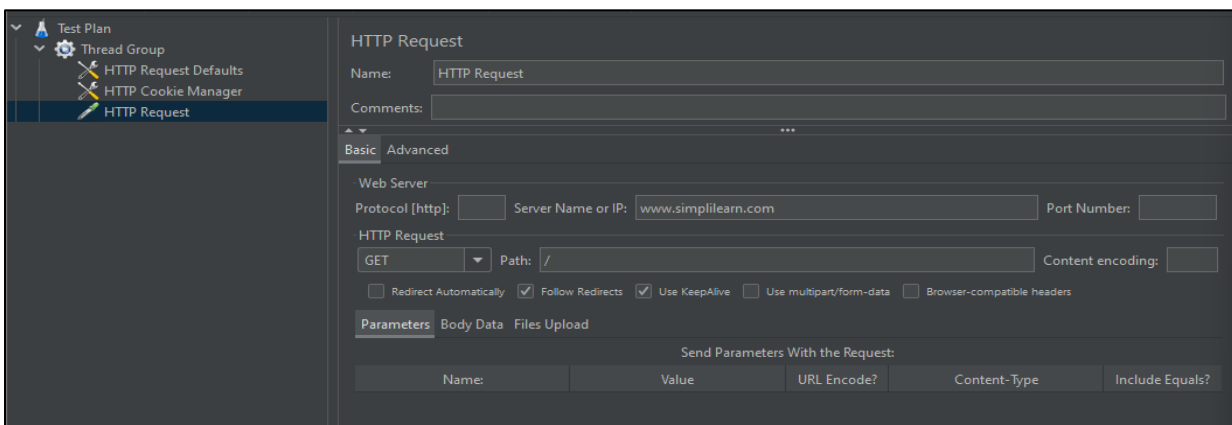 Test Plan
Thread Group
HTTP Request Defaults
HTTP Cookie Manager
HTTP Request
HTTP Request
Name: HTTP Request
Comments:
Basic Advanced
Web Server
Protocol [http]: Server Name or IP: www.simplilearn.com Port Number:
HTTP Request
GET Path: / Content encoding:
Redirect Automatically Follow Redirects Use KeepAlive Use multipart/form-data Browser-compatible headers
Parameters Body Data Files Upload
Send Parameters With the Request:
Name: Value URL Encode? Content-Type Include Equals?